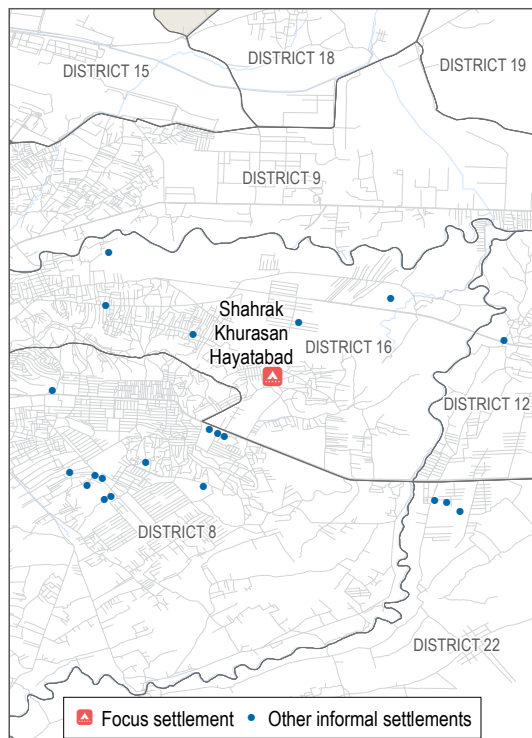 DISTRICT 15
DISTRICT 18
DISTRICT 19
DISTRICT 9
Shahrak
Khurasan
Hayatabad
DISTRICT 16
DISTRICT 12
DISTRICT 8
DISTRICT 22
Focus settlement
Other informal settlements